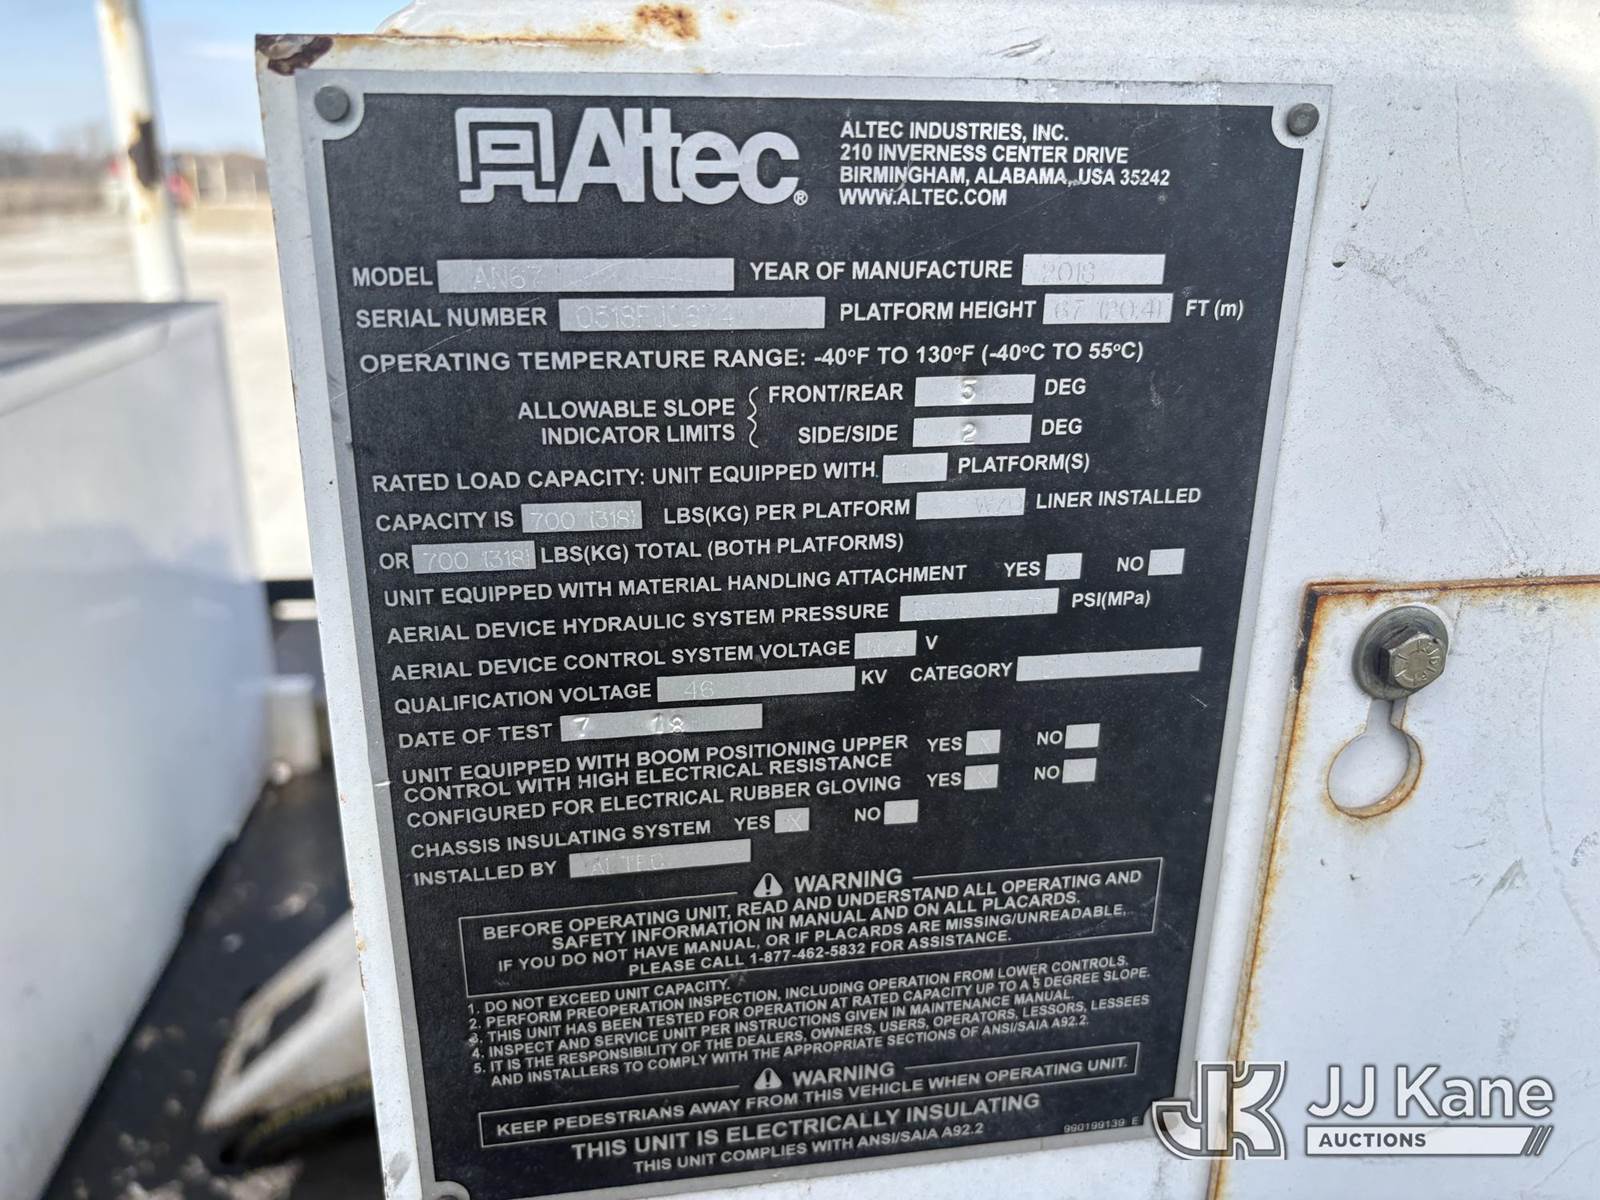 Altec®
ALTEC INDUSTRIES, INC.
210 INVERNESS CENTER DRIVE
BIRMINGHAM, ALABAMA, USA 35242
WWW.ALTEC.COM
MODEL AN67 YEAR OF MANUFACTURE 2018
SERIAL NUMBER PLATFORM HEIGHT 67 (20.4) FT (m)
OPERATING TEMPERATURE RANGE: -40ºF TO 130ºF (-40ºC TO 55ºC)
ALLOWABLE SLOPE INDICATOR LIMITS
FRONT/REAR 5 DEG
SIDE/SIDE 2 DEG
RATED LOAD CAPACITY: UNIT EQUIPPED WITH PLATFORM(S)
CAPACITY IS 700 (318) LBS(KG) PER PLATFORM W/O LINER INSTALLED
OR 700 (318) LBS(KG) TOTAL (BOTH PLATFORMS)
UNIT EQUIPPED WITH MATERIAL HANDLING ATTACHMENT YES NO
AERIAL DEVICE HYDRAULIC SYSTEM PRESSURE PSI(MPa)
AERIAL DEVICE CONTROL SYSTEM VOLTAGE V
QUALIFICATION VOLTAGE 46 KV CATEGORY
DATE OF TEST 7 18
UNIT EQUIPPED WITH BOOM POSITIONING UPPER
CONTROL WITH HIGH ELECTRICAL RESISTANCE YES X NO
CONFIGURED FOR ELECTRICAL RUBBER GLOVING YES X NO
CHASSIS INSULATING SYSTEM YES X NO
INSTALLED BY ALTEC
WARNING
BEFORE OPERATING UNIT, READ AND UNDERSTAND ALL OPERATING AND
SAFETY INFORMATION IN MANUAL AND ON ALL PLACARDS.
IF YOU DO NOT HAVE MANUAL, OR IF PLACARDS ARE MISSING/UNREADABLE,
PLEASE CALL 1-877-462-5832 FOR ASSISTANCE.
1. DO NOT EXCEED UNIT CAPACITY.
2. PERFORM PREOPERATION INSPECTION, INCLUDING OPERATION FROM LOWER CONTROLS.
3. THIS UNIT HAS BEEN TESTED FOR OPERATION AT RATED CAPACITY UP TO A 5 DEGREE SLOPE.
4. INSPECT AND SERVICE UNIT PER INSTRUCTIONS GIVEN IN MAINTENANCE MANUAL.
5. IT IS THE RESPONSIBILITY OF THE DEALERS, OWNERS, USERS, OPERATORS, LESSORS, LESSEES
AND INSTALLERS TO COMPLY WITH THE APPROPRIATE SECTIONS OF ANSI/SAIA A92.2.
WARNING
KEEP PEDESTRIANS AWAY FROM THIS VEHICLE WHEN OPERATING UNIT.
THIS UNIT IS ELECTRICALLY INSULATING
THIS UNIT COMPLIES WITH ANSI/SAIA A92.2
990199139 E
JK JJ Kane
AUCTIONS